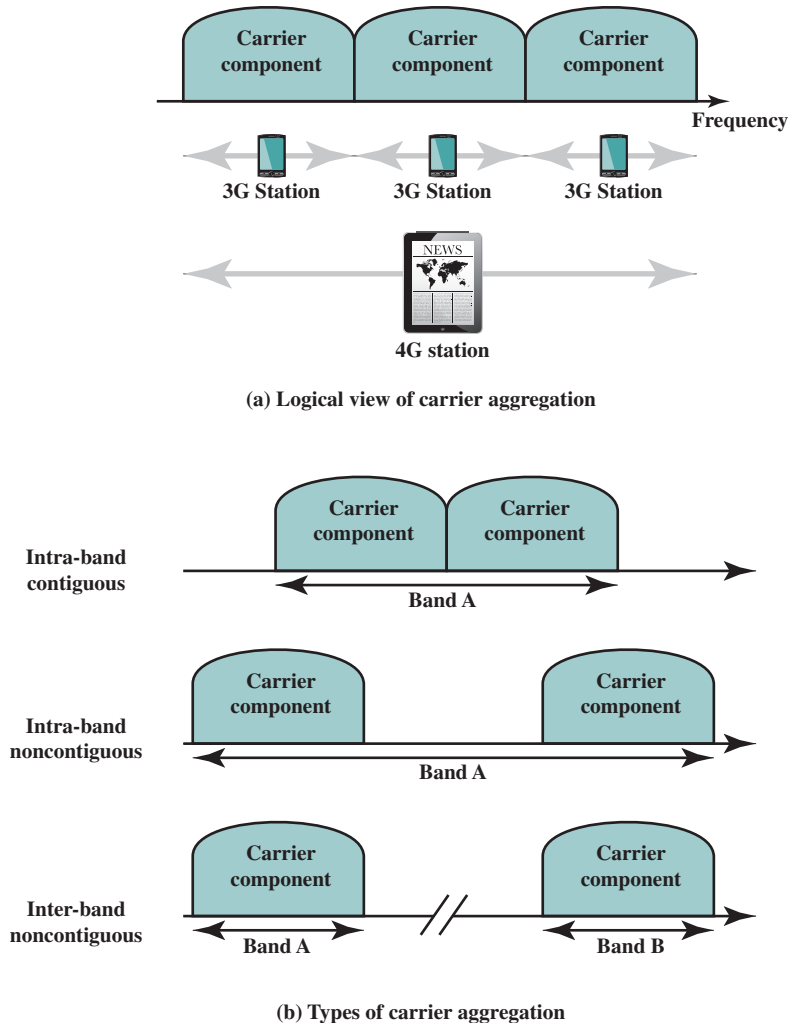 Carrier component
Carrier component
Carrier component
Frequency
3G Station
3G Station
3G Station
NEWS
4G station
(a) Logical view of carrier aggregation
Intra-band
contiguous
Carrier
component
Carrier
component
Band A
Intra-band
noncontiguous
Carrier
component
Carrier
component
Band A
Inter-band
noncontiguous
Carrier
component
Carrier
component
Band A
Band B
(b) Types of carrier aggregation